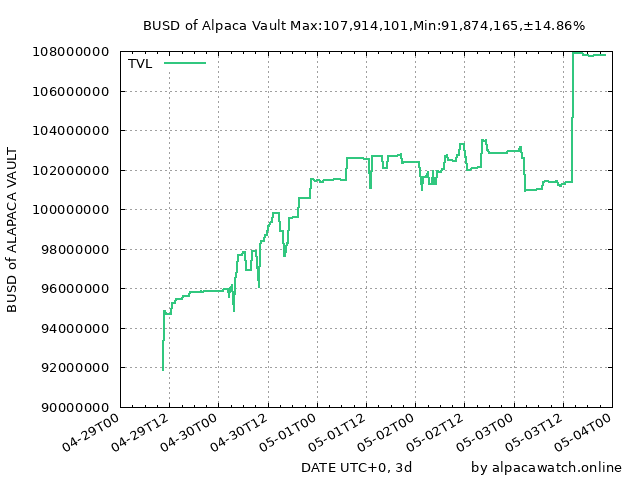 BUSD of Alpaca Vault Max:107,914,101,Min:91,874,165,±14.86%
TVL
BUSD of ALAPACA VAULT
108000000
106000000
104000000
102000000
100000000
98000000
96000000
94000000
92000000
90000000
04-29T00
04-29T12
04-30T00
04-30T12
05-01T00
05-01T12
05-02T00
05-02T12
05-03T00
05-03T12
05-04T00
DATE UTC+0, 3d
by alpacawatch.online